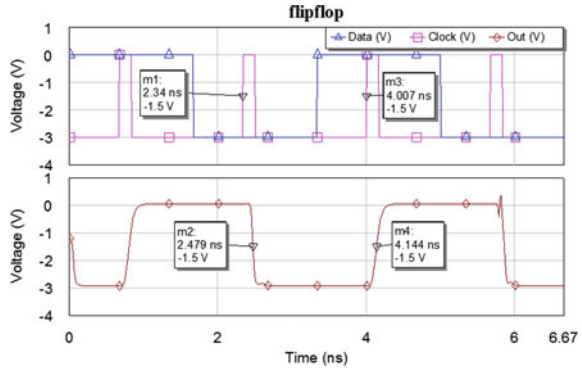 flipflop
Data (V) Clock (V) Out (V)
1
0
-1
-2
-3
-4
Voltage (V)
m1:
2.34 ns
-1.5 V
m3:
4.007 ns
-1.5 V
1
0
-1
-2
-3
-4
Voltage (V)
m2:
2.479 ns
-1.5 V
m4:
4.144 ns
-1.5 V
0 2 4 6 6.67
Time (ns)